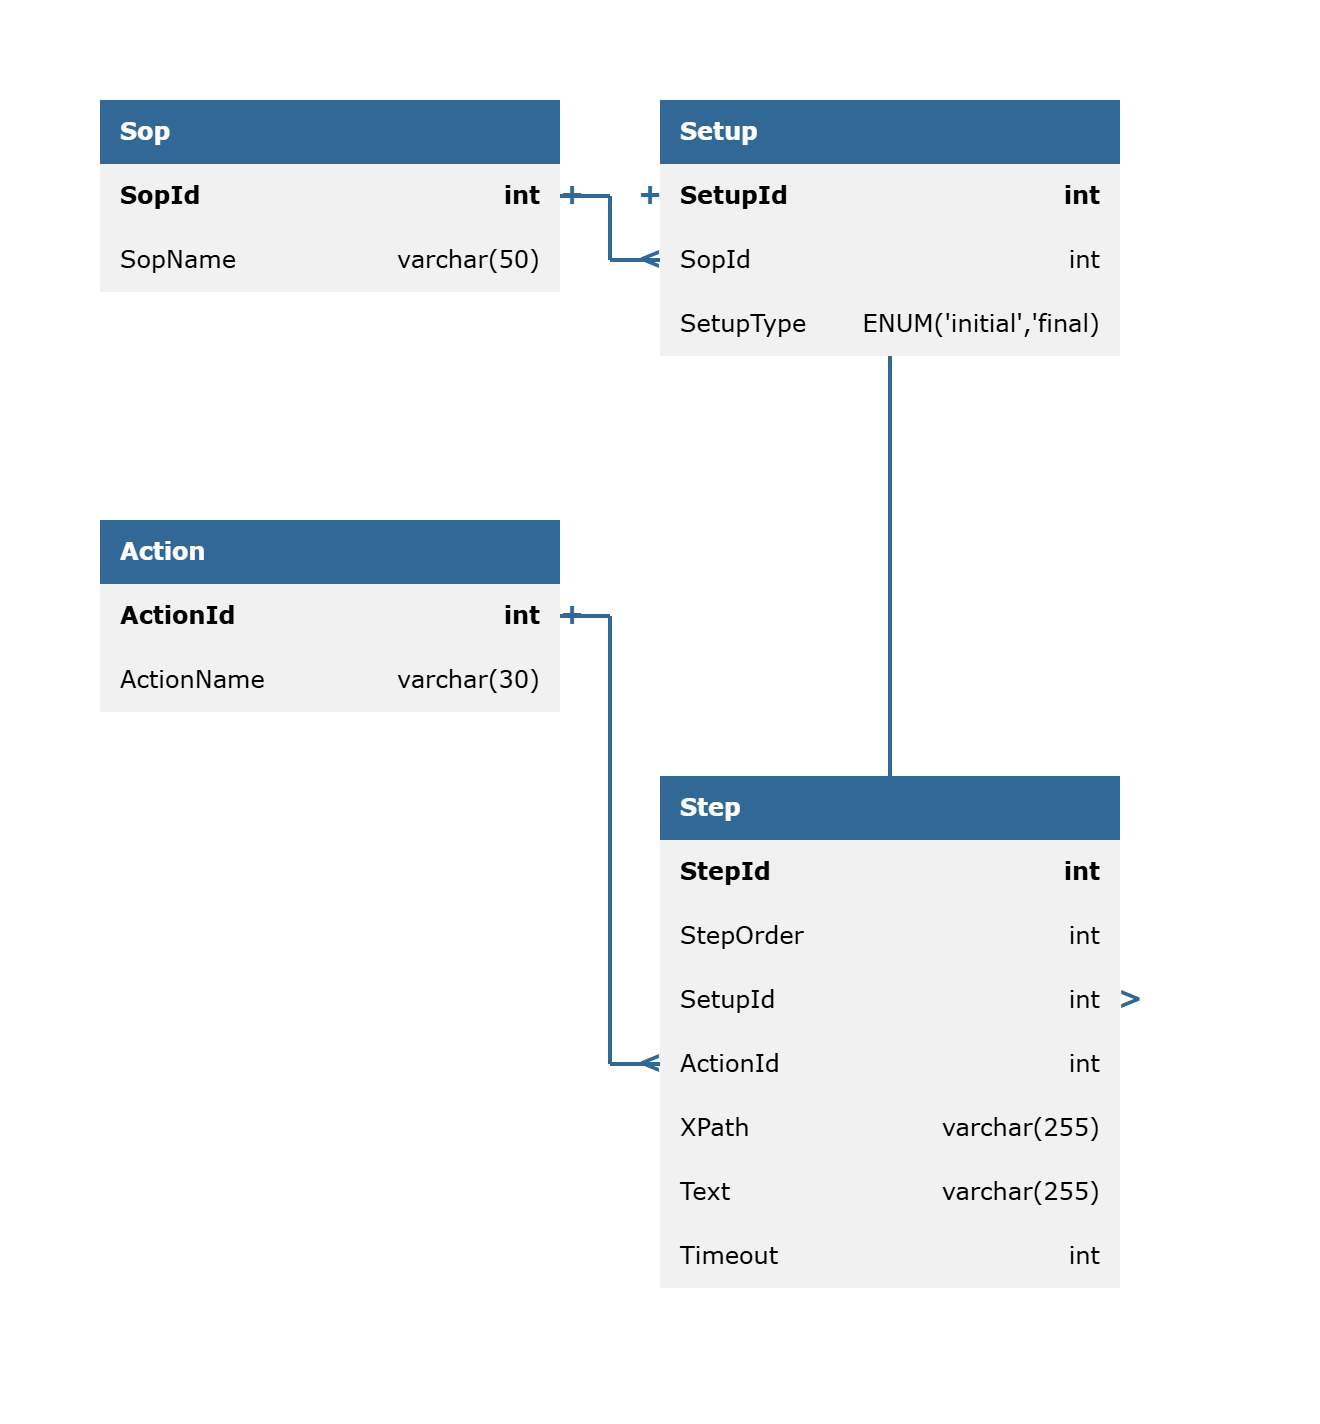 Sop
SopId int
SopName varchar(50)
Setup
SetupId int
SopId int
SetupType ENUM('initial','final)
Action
ActionId int
ActionName varchar(30)
Step
StepId int
StepOrder int
SetupId int
ActionId int
XPath varchar(255)
Text varchar(255)
Timeout int